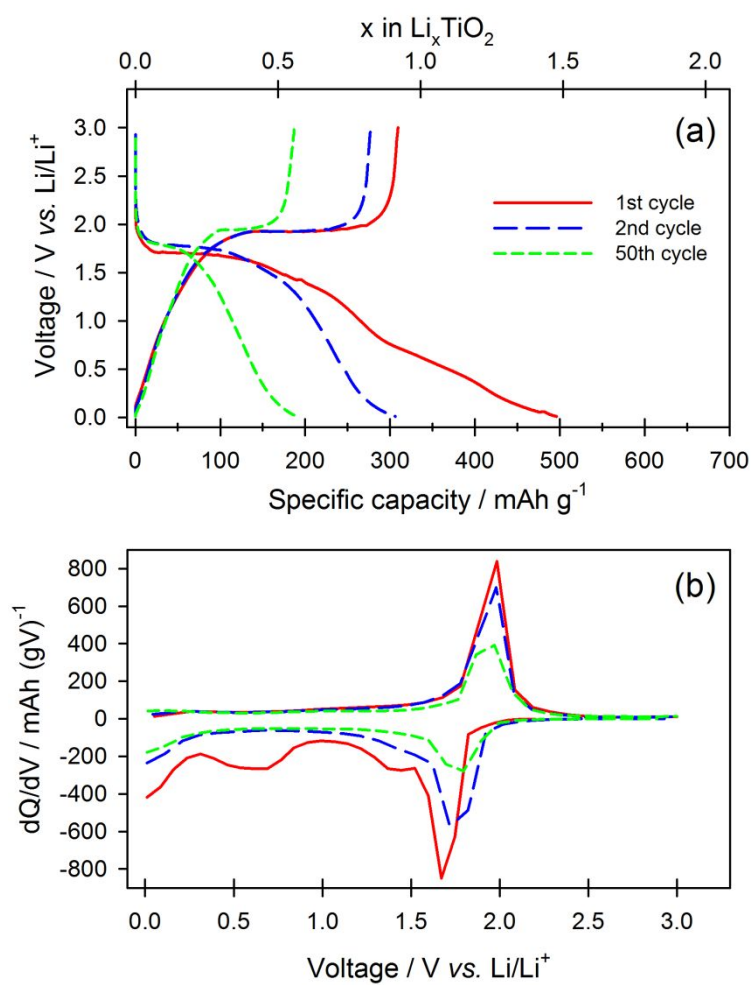 x in LixTiO2
0.0 0.5 1.0 1.5 2.0
(a)
3.0
2.5
2.0
1.5
1.0
0.5
0.0
Voltage / V vs. Li/Li+
1st cycle
2nd cycle
50th cycle
0 100 200 300 400 500 600 700
Specific capacity / mAh g-1
(b)
800
600
400
200
0
-200
-400
-600
-800
dQ/dV / mAh (gV)-1
0.0 0.5 1.0 1.5 2.0 2.5 3.0
Voltage / V vs. Li/Li+